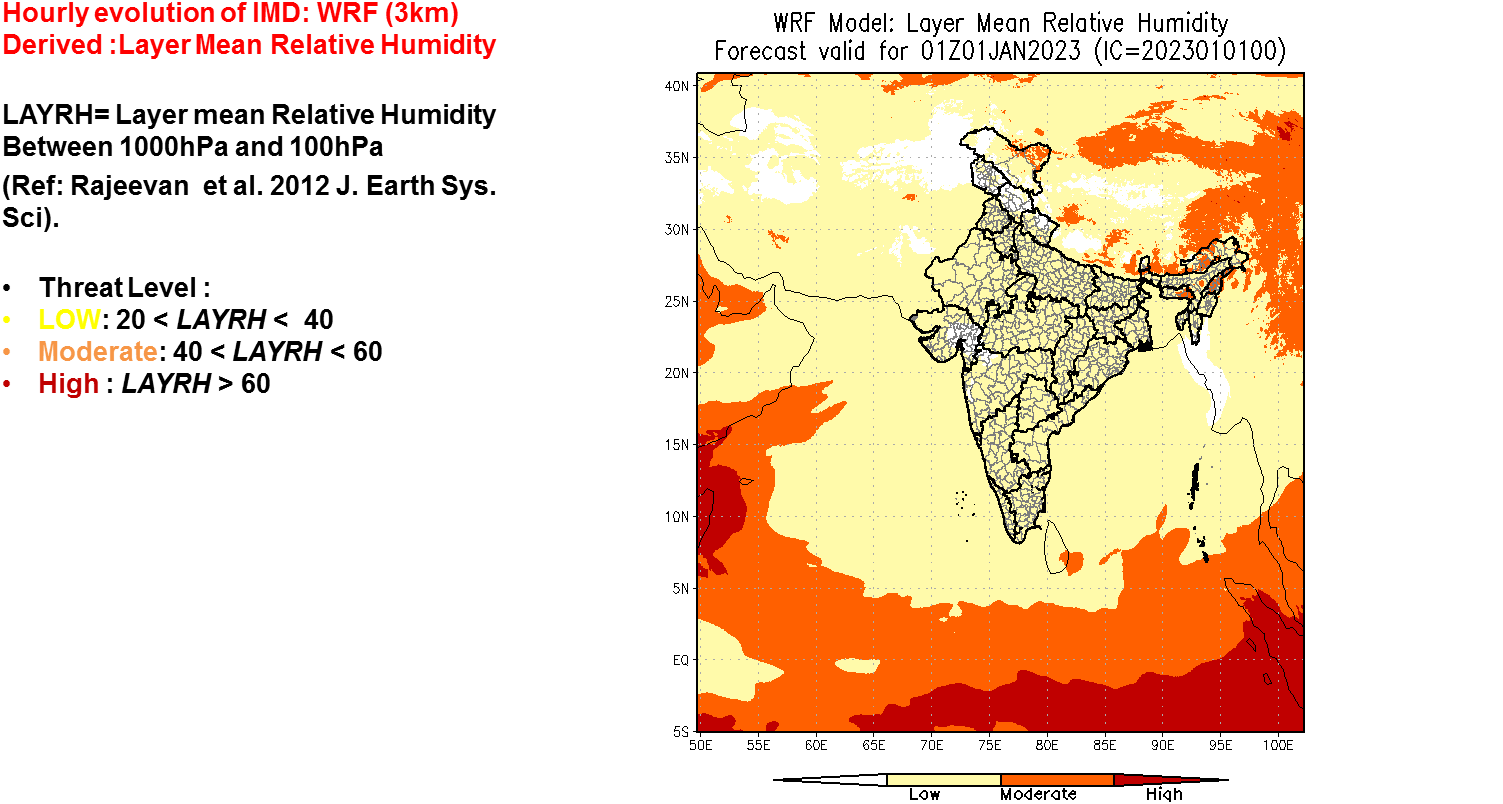 Hourly evolution of IMD: WRF (3km)
Derived :Layer Mean Relative Humidity
LAYRH= Layer mean Relative Humidity
Between 1000hPa and 100hPa
(Ref: Rajeevan et al. 2012 J. Earth Sys.
Sci).
• Threat Level :
• LOW: 20 < LAYRH < 40
• Moderate: 40 < LAYRH < 60
• High : LAYRH > 60
WRF Model: Layer Mean Relative Humidity
Forecast valid for 01Z01JAN2023 (IC=2023010100)
40N
35N
30N
25N
20N
15N
10N
5N
EQ
5S
50E 55E 60E 65E 70E 75E 80E 85E 90E 95E 100E
Low Moderate High